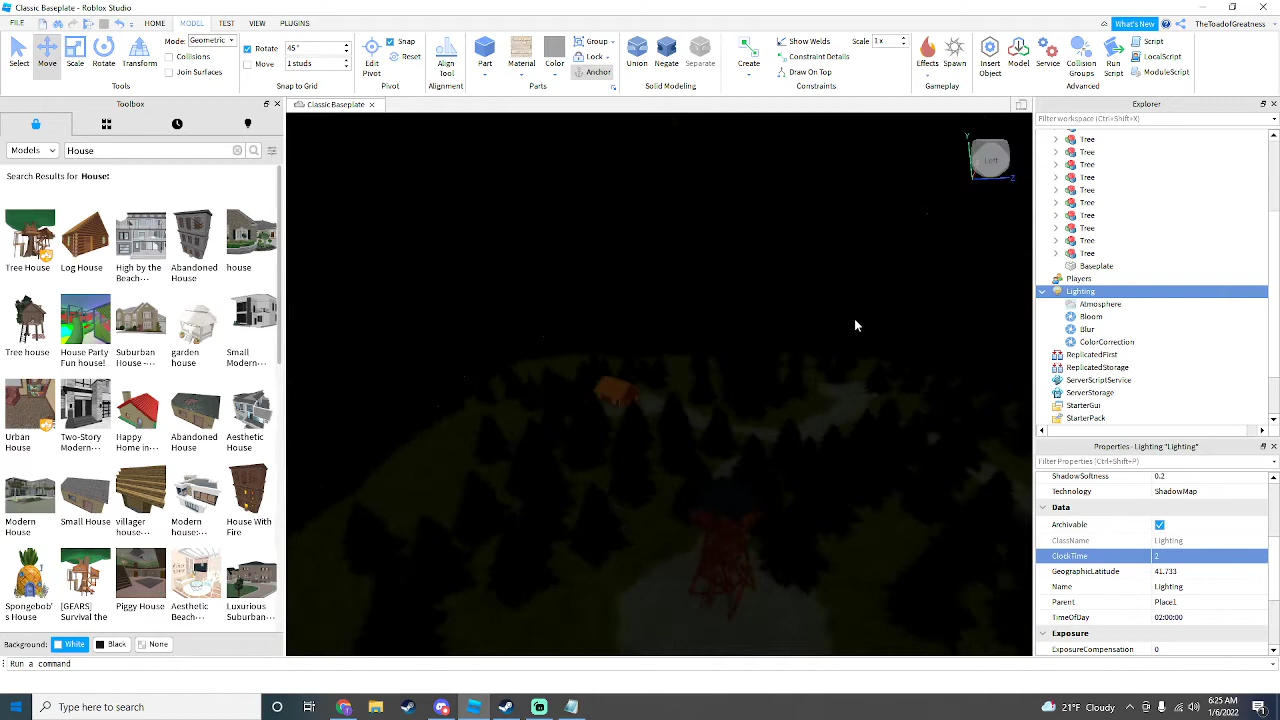 Classic Baseplate - Roblox Studio
FILE HOME MODEL TEST VIEW PLUGINS What's New TheToadofGreatness
Select Move Scale Rotate Transform
Mode: Geometric
Collisions
Join Surfaces
Tools
Rotate 45°
Move 1 studs
Snap to Grid
Edit Pivot
Snap
Reset
Pivot
Align Tool
Alignment
Part Material Color
Group
Lock
Anchor
Parts
Union Negate Separate
Solid Modeling
Create
Show Welds
Constraint Details
Draw On Top
Scale 1x
Constraints
Effects Spawn
Gameplay
Insert Object
Model Service
Collision Groups
Run Script
Script
LocalScript
ModuleScript
Advanced
Toolbox
Models House
Search Results for House:
Tree House
Log House
High by the Beach-···
Abandoned House
house
Tree house
House Party Fun house!
Suburban House -···
garden house
Small Modern···
Urban House
Two-Story Modern···
Happy Home in···
Abandoned House
Aesthetic House
Modern House
Small House
villager house···
Modern house:···
House With Fire
Spongebob's House
[GEARS] Survival the
Piggy House
Aesthetic Beach···
Luxurious Suburban···
Background: White Black None
Run a command
Classic Baseplate
Left
Y
Z
Explorer
Filter workspace (Ctrl+Shift+X)
Tree
Tree
Tree
Tree
Tree
Tree
Tree
Tree
Tree
Tree
Baseplate
Players
Lighting
Atmosphere
Bloom
Blur
ColorCorrection
ReplicatedFirst
ReplicatedStorage
ServerScriptService
ServerStorage
StarterGui
StarterPack
Properties - Lighting "Lighting"
Filter Properties (Ctrl+Shift+P)
ShadowSoftness 0.2
Technology ShadowMap
Data
Archivable
ClassName Lighting
ClockTime 2
GeographicLatitude 41.733
Name Lighting
Parent Place1
TimeOfDay 02:00:00
Exposure
ExposureCompensation 0
Type here to search
22°F Cloudy
6:25 AM
1/6/2022